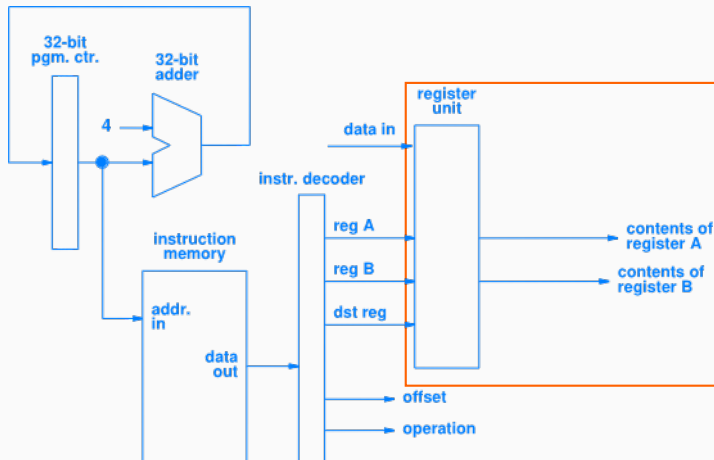 32-bit
pgm. ctr.
32-bit
adder
4
register
unit
data in
instr. decoder
reg A
contents of
register A
instruction
memory
reg B
contents of
register B
addr.
in
dst reg
data
out
offset
operation